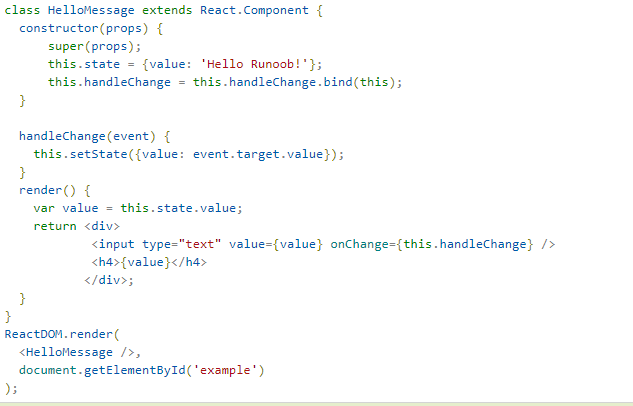 class HelloMessage extends React.Component {
  constructor(props) {
      super(props);
      this.state = {value: 'Hello Runoob!'};
      this.handleChange = this.handleChange.bind(this);
  }

  handleChange(event) {
    this.setState({value: event.target.value});
  }
  render() {
    var value = this.state.value;
    return <div>
            <input type="text" value={value} onChange={this.handleChange} />
            <h4>{value}</h4>
           </div>;
  }
}
ReactDOM.render(
  <HelloMessage />,
  document.getElementById('example')
);